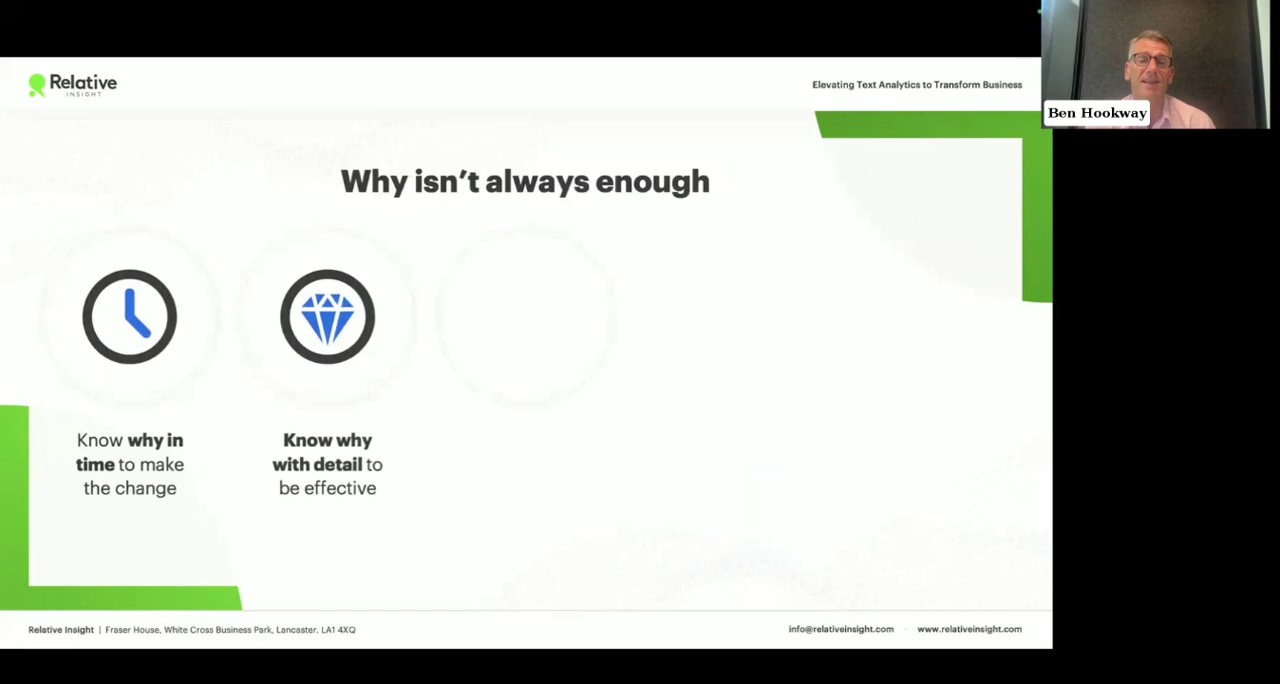 Relative
INSIGHT
Elevating Text Analytics to Transform Business
Ben Hookway
Why isn’t always enough
Know why in
time to make
the change
Know why
with detail to
be effective
Relative Insight | Fraser House, White Cross Business Park, Lancaster. LA1 4XQ
info@relativeinsight.com · www.relativeinsight.com